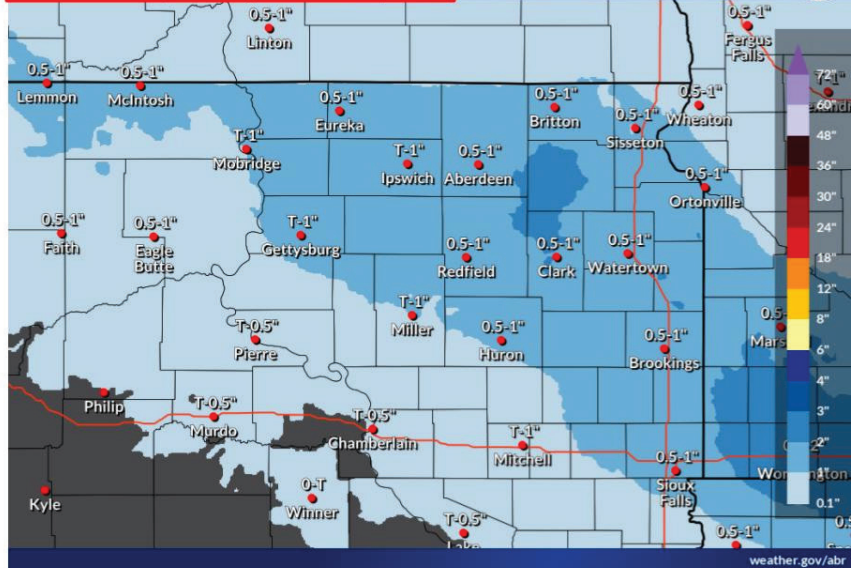 0.5-1"
Linton
Fergus
Falls
0.5-1"
Lemmon
0.5-1"
McIntosh
0.5-1"
Eureka
0.5-1"
Britton
0.5-1"
Sisseton
0.5-1"
Wheaton
T-1"
T-1"
Mobridge
T-1"
Ipswich
0.5-1"
Aberdeen
0.5-1"
Ortonville
0.5-1"
Faith
0.5-1"
Eagle
Butte
T-1"
Gettysburg
0.5-1"
Redfield
0.5-1"
Clark
0.5-1"
Watertown
T-0.5"
Pierre
T-1"
Miller
0.5-1"
Huron
0.5-1"
Brookings
Philip
T-0.5"
Murdo
T-0.5"
Chamberlain
T-1"
Mitchell
0.5-1"
Sioux
Falls
Kyle
0-T
Winner
T-0.5"
Lake
72"
60"
48"
36"
30"
24"
18"
12"
8"
6"
4"
3"
2"
1"
0.1"
0.5-1"
weather.gov/abr